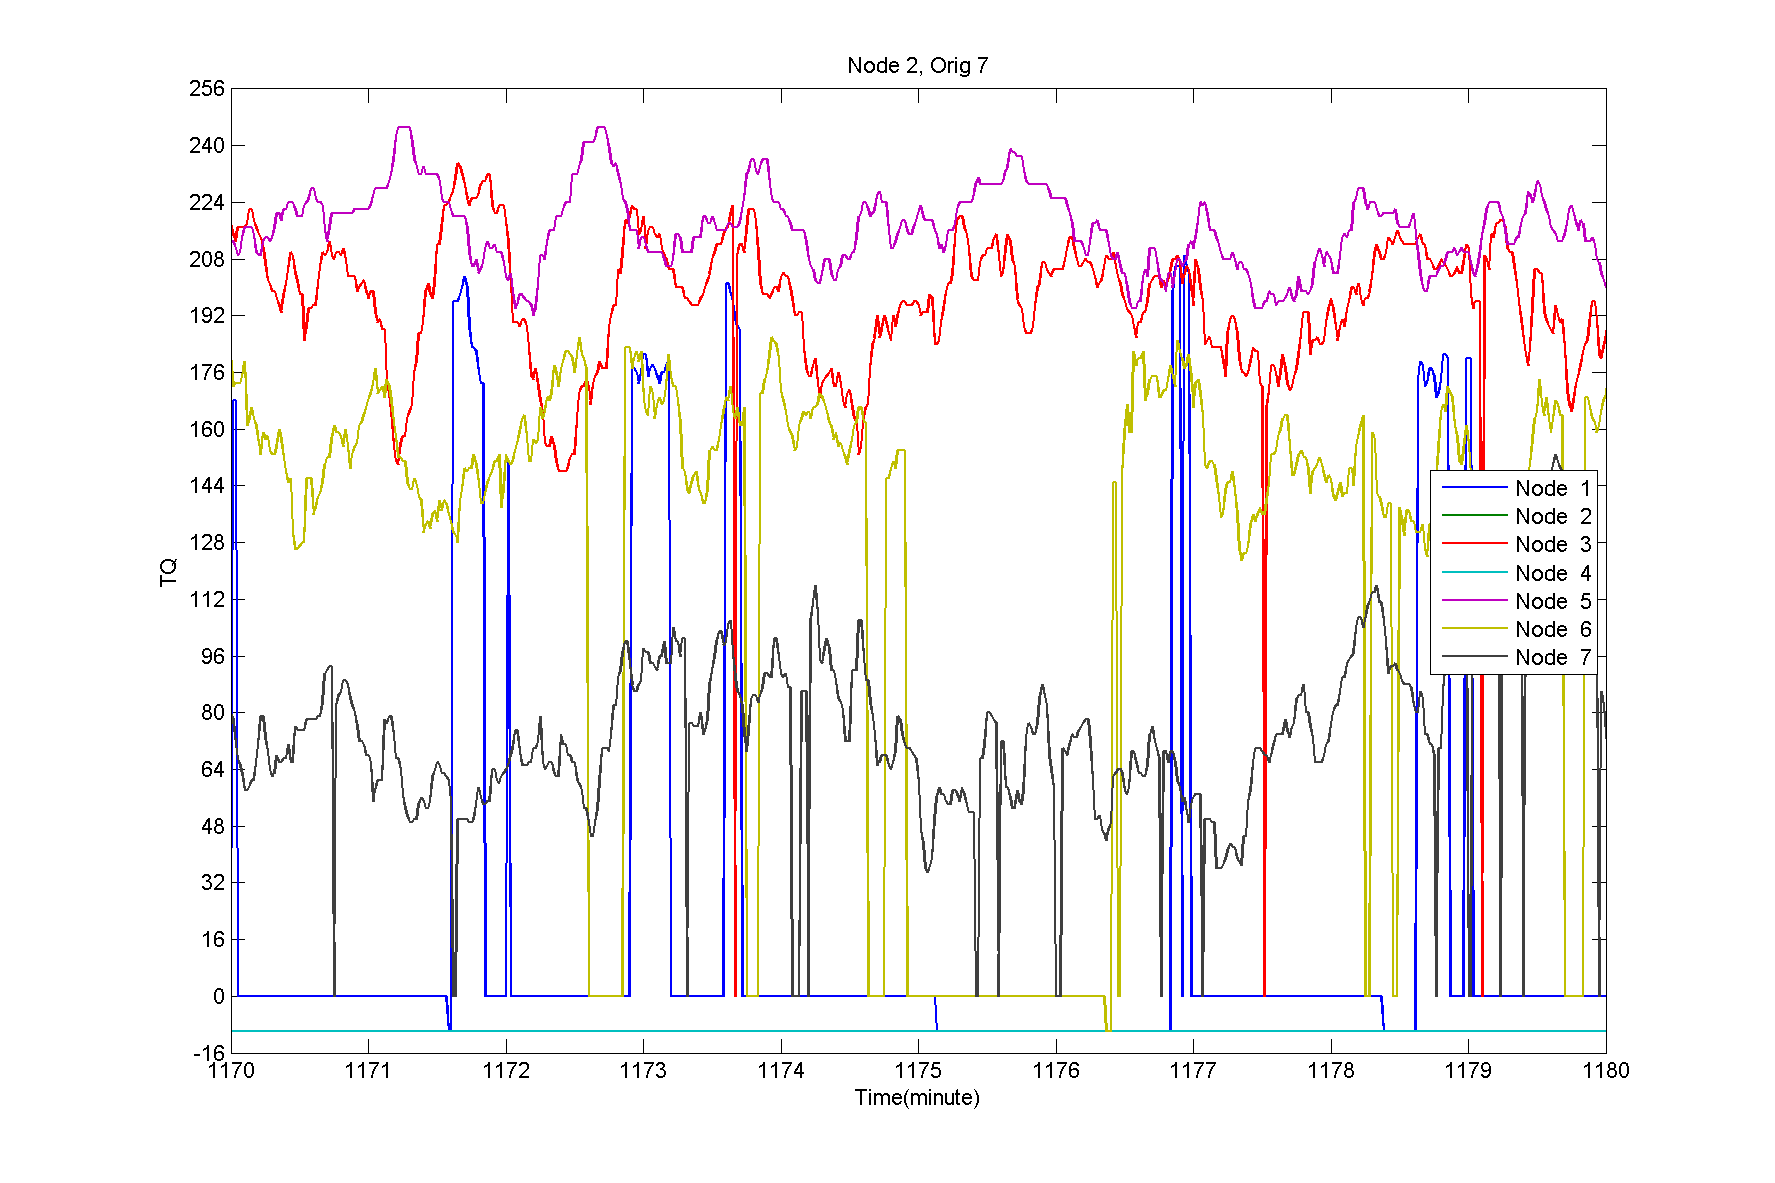 Node 2, Orig 7
256
240
224
208
192
176
160
144
128
112
96
80
64
48
32
16
0
-16
TQ
1170 1171 1172 1173 1174 1175 1176 1177 1178 1179 1180
Time(minute)
Node 1
Node 2
Node 3
Node 4
Node 5
Node 6
Node 7